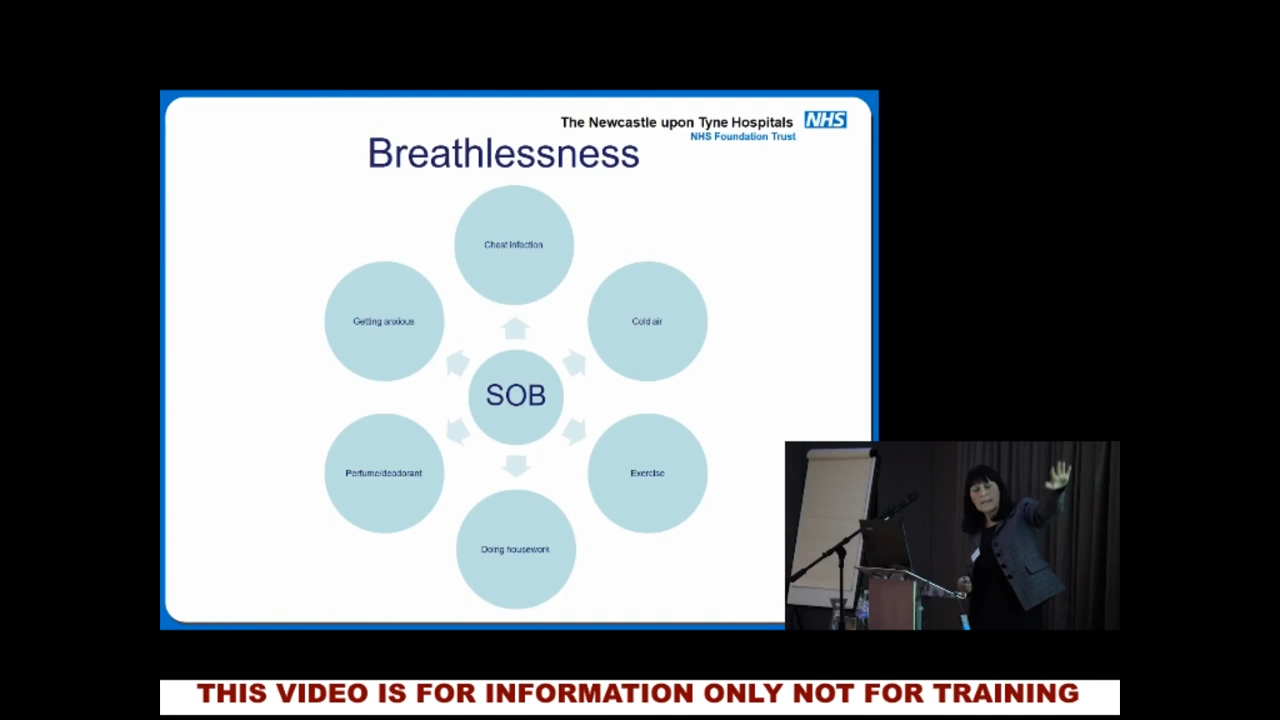 The Newcastle upon Tyne Hospitals NHS
NHS Foundation Trust
Breathlessness
Chest infection
Getting anxious
Cold air
SOB
Perfume/deodorant
Exercise
Doing housework
THIS VIDEO IS FOR INFORMATION ONLY NOT FOR TRAINING